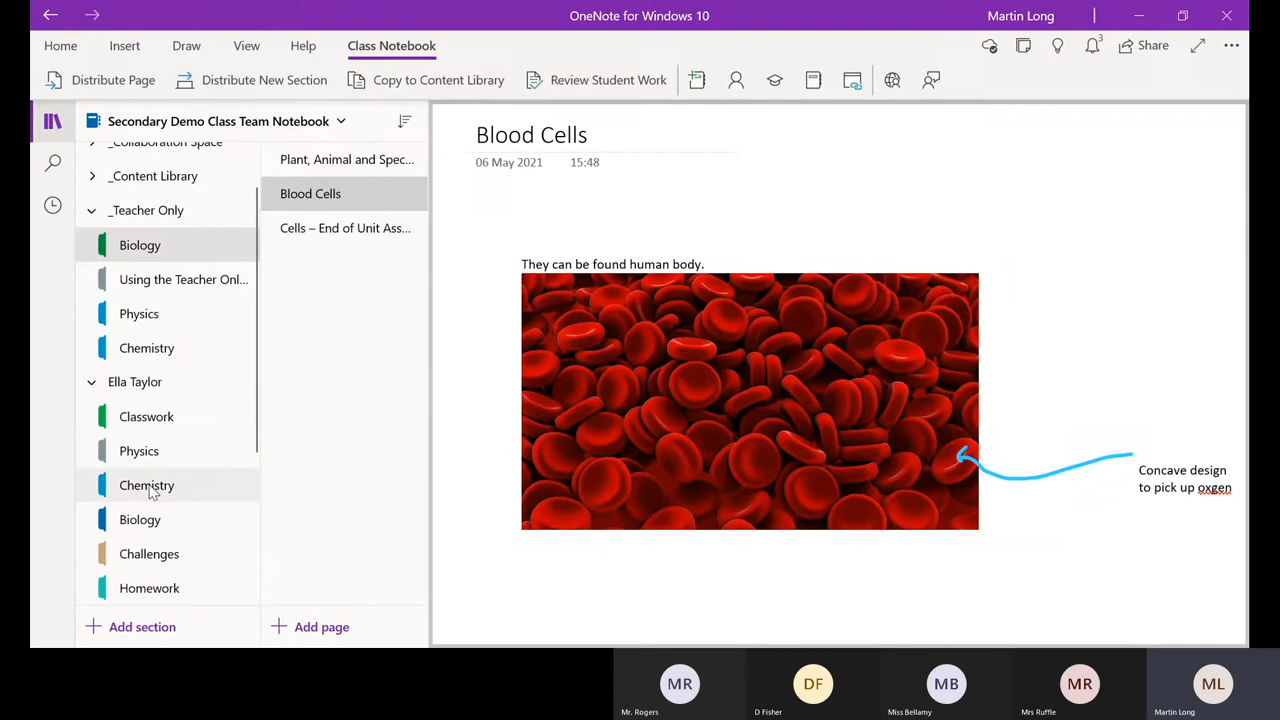 OneNote for Windows 10
Martin Long
Home Insert Draw View Help Class Notebook
3
Share
Distribute Page Distribute New Section Copy to Content Library Review Student Work
Secondary Demo Class Team Notebook
_Collaboration Space
_Content Library
_Teacher Only
Biology
Using the Teacher Onl...
Physics
Chemistry
Ella Taylor
Classwork
Physics
Chemistry
Biology
Challenges
Homework
Add section
Plant, Animal and Spec...
Blood Cells
Cells – End of Unit Ass...
Add page
Blood Cells
06 May 2021 15:48
They can be found human body.
Concave design
to pick up oxgen
MR
Mr. Rogers
DF
D Fisher
MB
Miss Bellamy
MR
Mrs Ruffle
ML
Martin Long